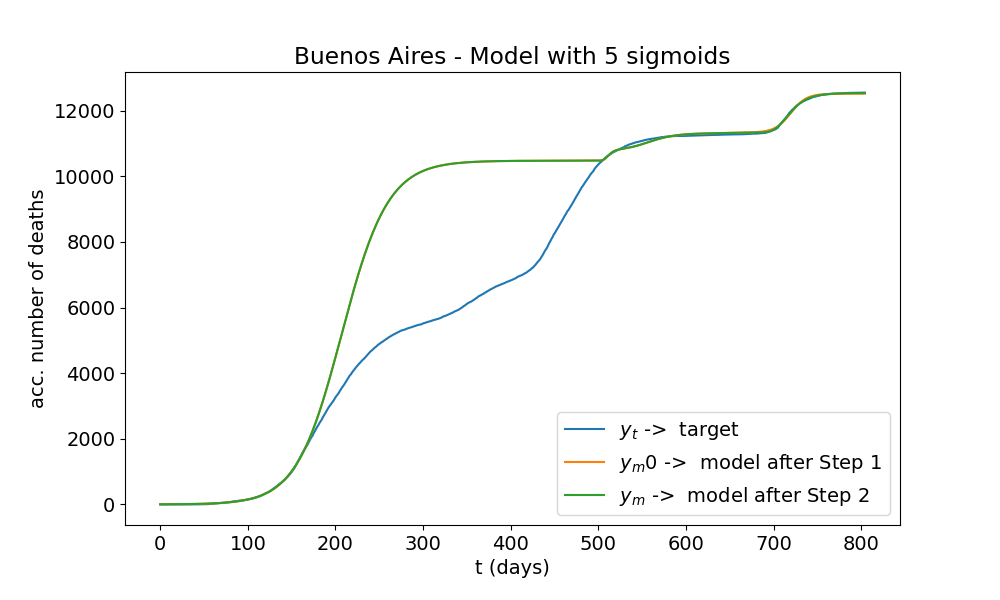 Buenos Aires - Model with 5 sigmoids
acc. number of deaths
12000
10000
8000
6000
4000
2000
0
y_t -> target
y_m0 -> model after Step 1
y_m -> model after Step 2
0 100 200 300 400 500 600 700 800
t (days)